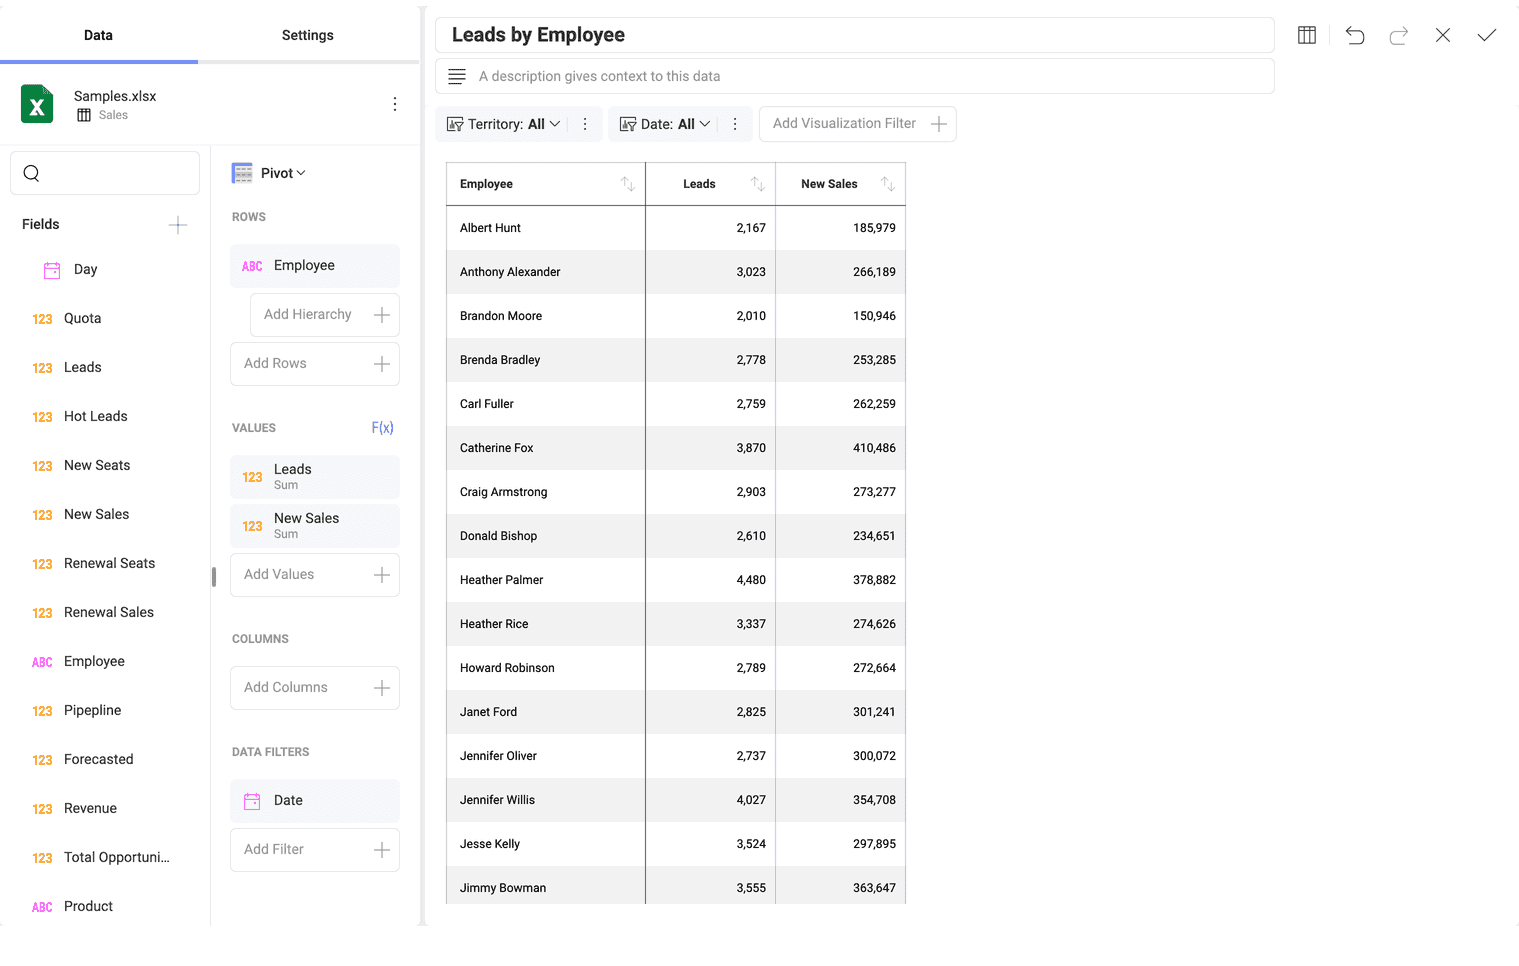 Data
Settings
Samples.xlsx
Sales
Fields
Day
123 Quota
123 Leads
123 Hot Leads
123 New Seats
123 New Sales
123 Renewal Seats
123 Renewal Sales
ABC Employee
123 Pipepline
123 Forecasted
123 Revenue
123 Total Opportuni...
ABC Product
Pivot
ROWS
ABC Employee
Add Hierarchy
Add Rows
VALUES F(x)
123 Leads
Sum
123 New Sales
Sum
Add Values
COLUMNS
Add Columns
DATA FILTERS
Date
Add Filter
Leads by Employee
A description gives context to this data
Territory: All
Date: All
Add Visualization Filter
Employee Leads New Sales
Albert Hunt 2,167 185,979
Anthony Alexander 3,023 266,189
Brandon Moore 2,010 150,946
Brenda Bradley 2,778 253,285
Carl Fuller 2,759 262,259
Catherine Fox 3,870 410,486
Craig Armstrong 2,903 273,277
Donald Bishop 2,610 234,651
Heather Palmer 4,480 378,882
Heather Rice 3,337 274,626
Howard Robinson 2,789 272,664
Janet Ford 2,825 301,241
Jennifer Oliver 2,737 300,072
Jennifer Willis 4,027 354,708
Jesse Kelly 3,524 297,895
Jimmy Bowman 3,555 363,647